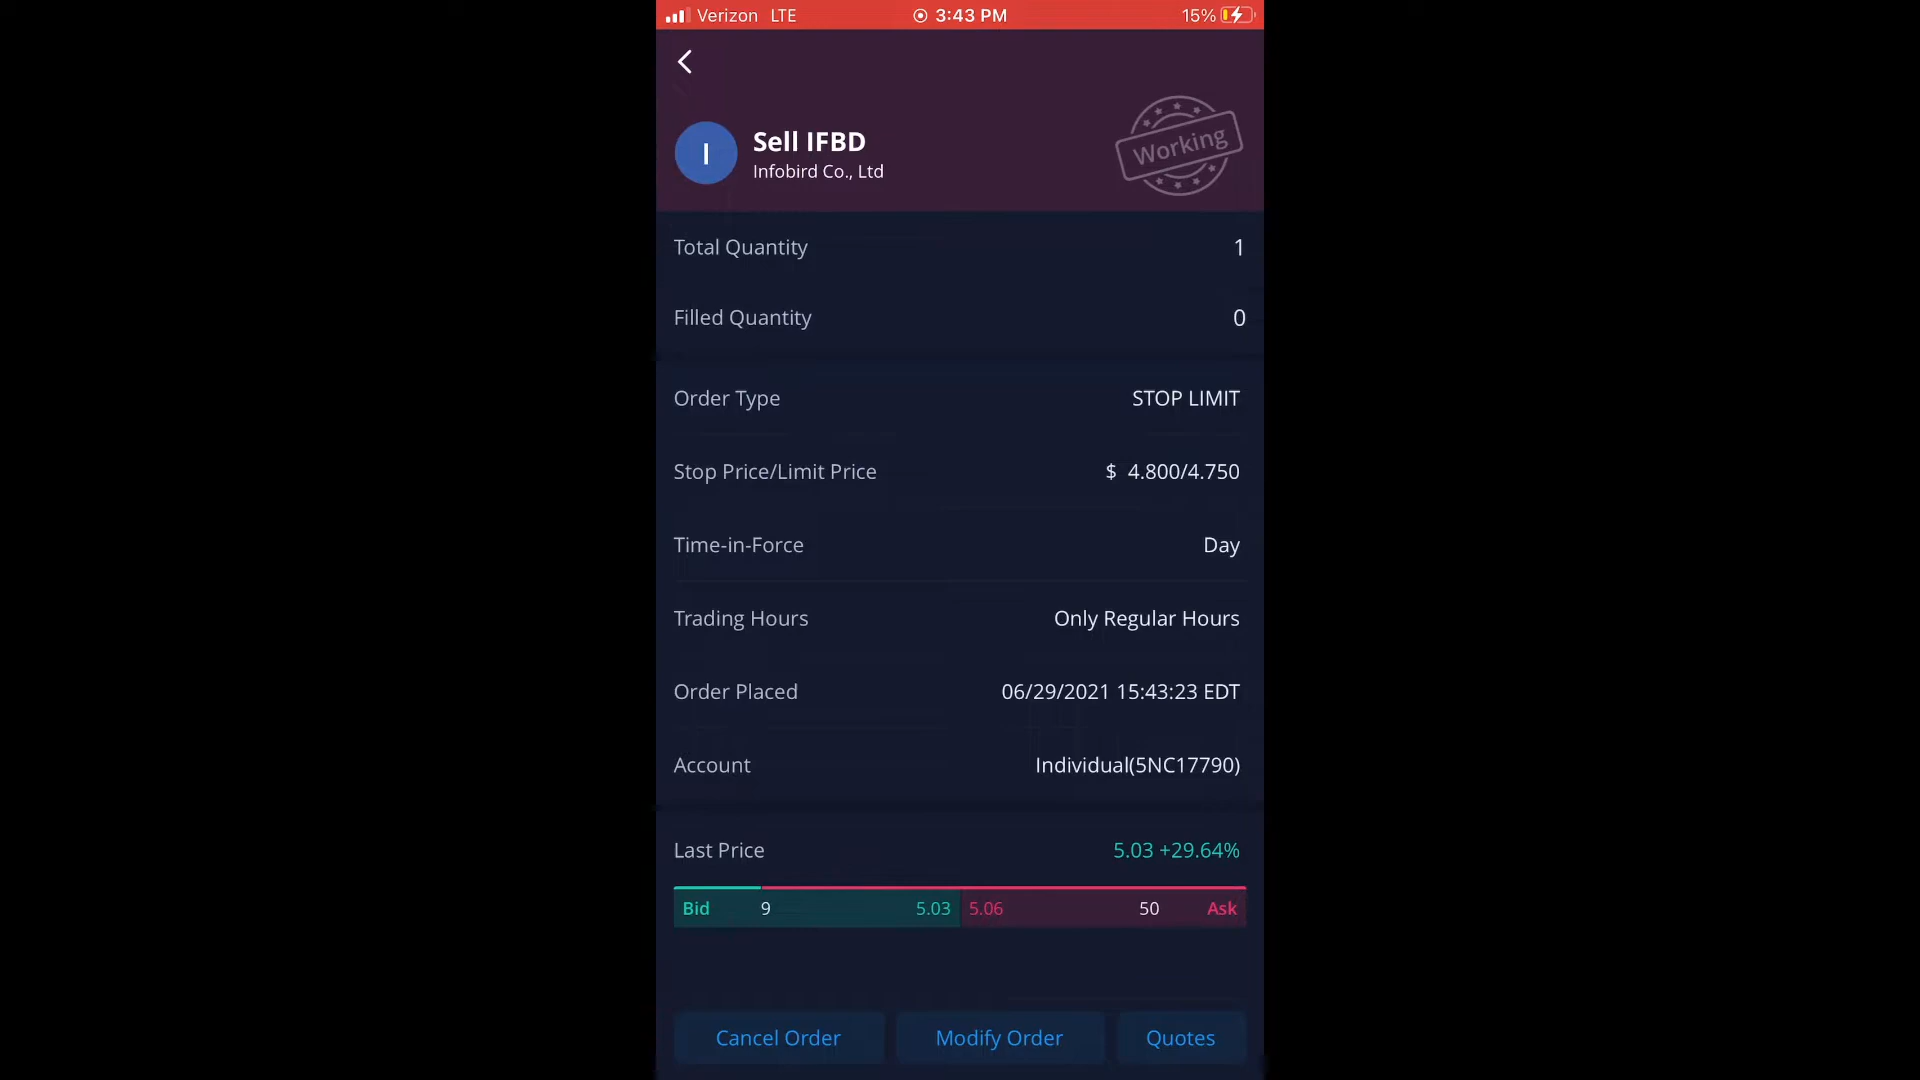 Verizon LTE 3:43 PM 15%
I
Sell IFBD
Infobird Co., Ltd
Working
Total Quantity 1
Filled Quantity 0
Order Type STOP LIMIT
Stop Price/Limit Price $ 4.800/4.750
Time-in-Force Day
Trading Hours Only Regular Hours
Order Placed 06/29/2021 15:43:23 EDT
Account Individual(5NC17790)
Last Price 5.03 +29.64%
Bid 9 5.03 5.06 50 Ask
Cancel Order Modify Order Quotes